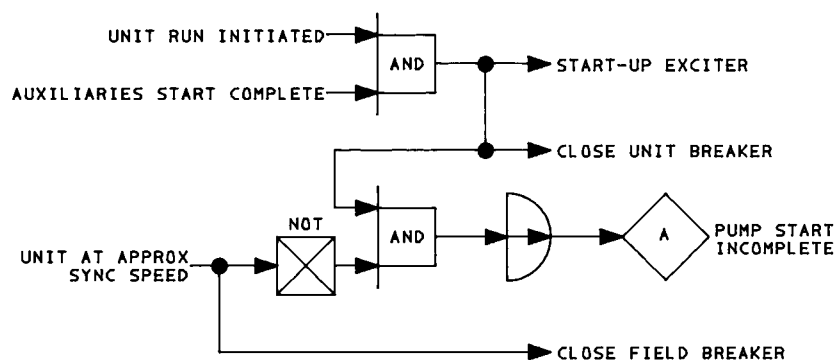 UNIT RUN INITIATED
AND
START-UP EXCITER
AUXILIARIES START COMPLETE
CLOSE UNIT BREAKER
NOT
AND
A
PUMP START
INCOMPLETE
UNIT AT APPROX
SYNC SPEED
CLOSE FIELD BREAKER